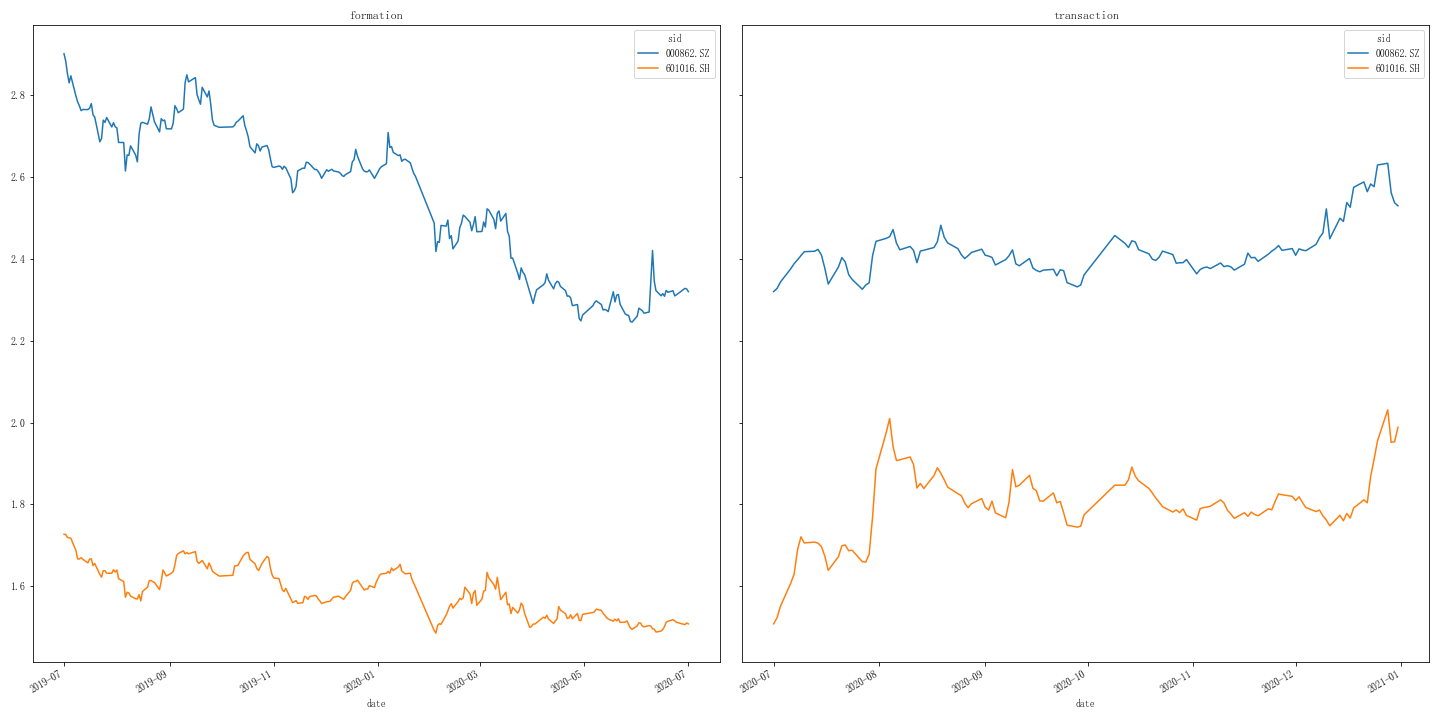 formation
sid
000862.SZ
601016.SH
2.8
2.6
2.4
2.2
2.0
1.8
1.6
2019-07
2019-09
2019-11
2020-01
2020-03
2020-05
2020-07
date
transaction
sid
000862.SZ
601016.SH
2020-07
2020-08
2020-09
2020-10
2020-11
2020-12
2021-01
date